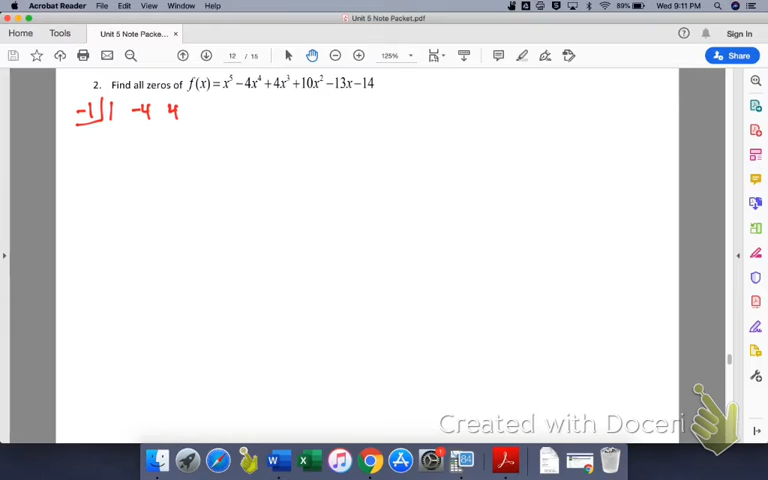 Acrobat Reader File Edit View Window Help 89% Wed 9:11 PM
Unit 5 Note Packet.pdf
Home Tools Unit 5 Note Packe... × Sign In
12 / 15 125% Share
2. Find all zeros of f(x) = x⁵ − 4x⁴ + 4x³ + 10x² − 13x − 14
-1 | 1 -4 4
Created with Doceri
84